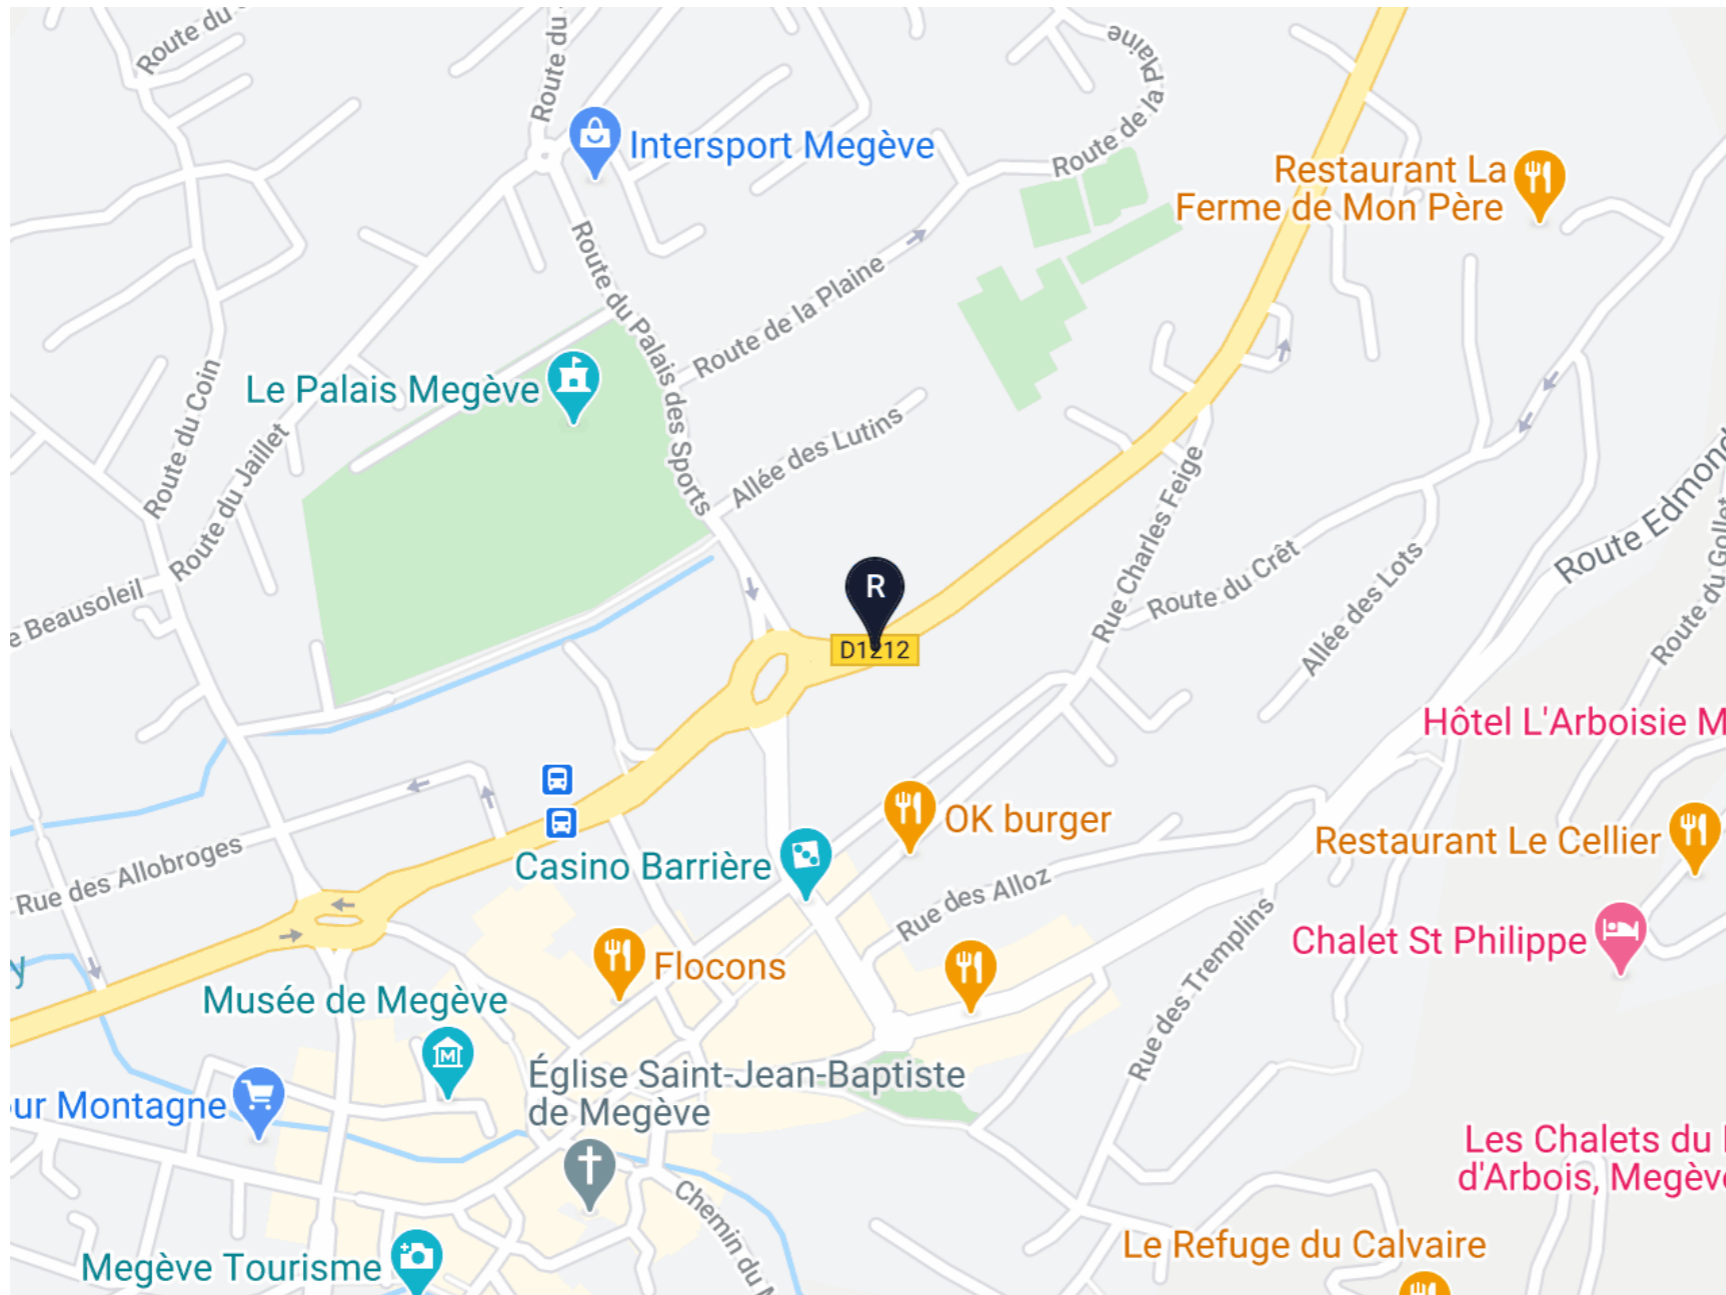 Route du
Route du
Route de la Plaine
Intersport Megève
Restaurant La
Ferme de Mon Père
Route du Palais des Sports
Route de la Plaine
Le Palais Megève
Route du Coin
Route du Jaillet
Allée des Lutins
Rue Charles Feige
Route Edmond
Route du Gollet
Route du Crêt
Allée des Lots
e Beausoleil
R
D1212
Hôtel L'Arboisie M
OK burger
Restaurant Le Cellier
Casino Barrière
Rue des Allobroges
Rue des Alloz
Rue des Tremplins
Chalet St Philippe
Flocons
y
Musée de Megève
M
Église Saint-Jean-Baptiste
de Megève
ur Montagne
Les Chalets du
d'Arbois, Megève
Chemin du
Le Refuge du Calvaire
Megève Tourisme